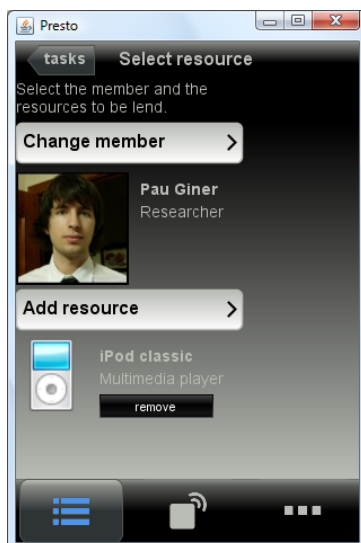 Presto
tasks
Select resource
Select the member and the
resources to be lend.
Change member
Pau Giner
Researcher
Add resource
iPod classic
Multimedia player
remove